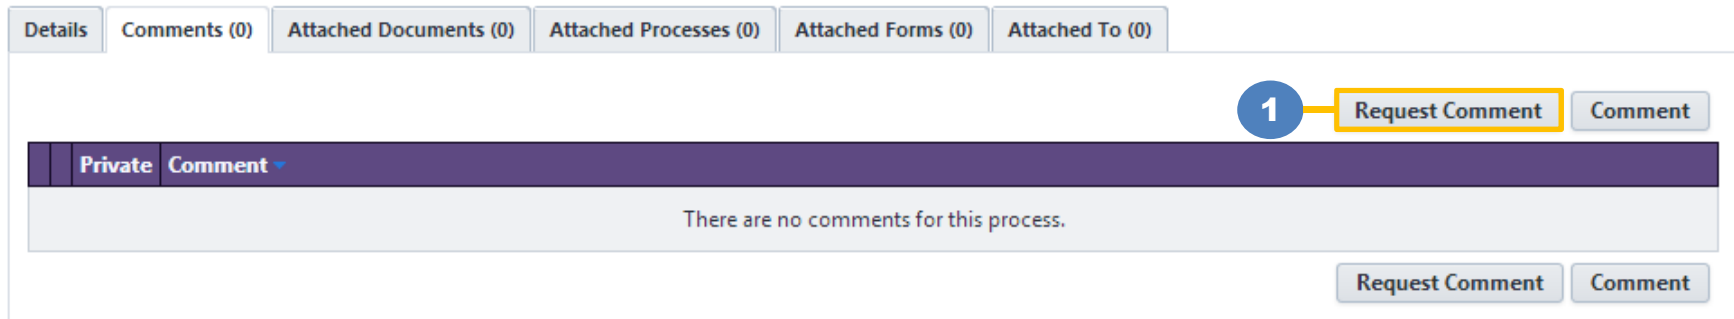 Details Comments (0) Attached Documents (0) Attached Processes (0) Attached Forms (0) Attached To (0)
1 Request Comment Comment
Private Comment
There are no comments for this process.
Request Comment Comment